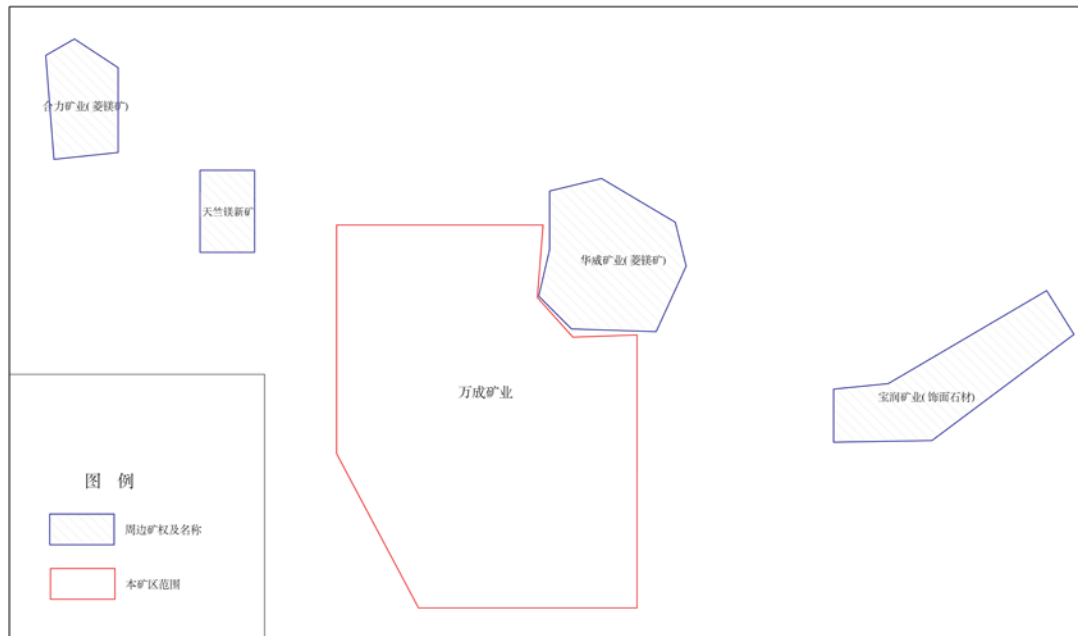 合力矿业(菱镁矿)
天竺镁新矿
华威矿业(菱镁矿)
万成矿业
宝润矿业(饰面石材)
图 例
周边矿权及名称
本矿区范围